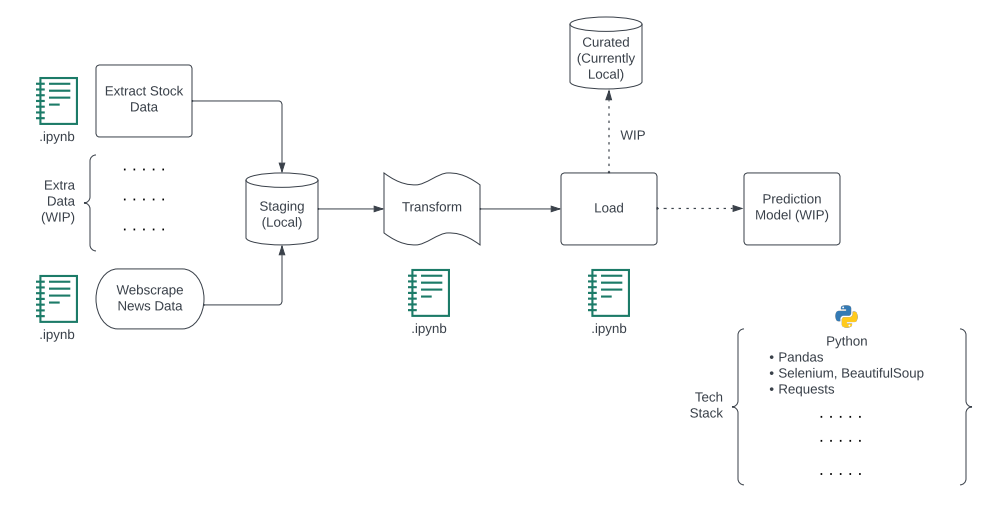 Curated
(Currently
Local)
Extract Stock
Data
.ipynb
WIP
. . . . .
Extra
Data
(WIP)
. . . . .
. . . . .
Staging
(Local)
Transform
Load
Prediction
Model (WIP)
Webscrape
News Data
.ipynb
.ipynb
.ipynb
Python
• Pandas
• Selenium, BeautifulSoup
• Requests
Tech
Stack
. . . . .
. . . . .
. . . . .